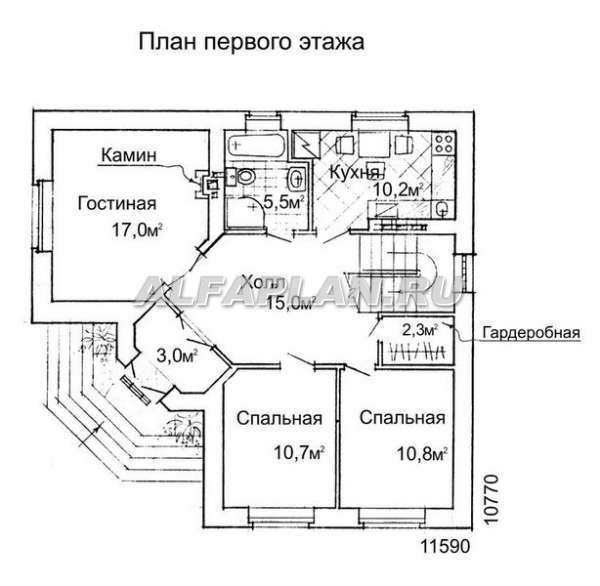 План первого этажа
Камин
Гостиная
17,0м²
5,5м²
Кухня
10,2м²
Холл
15,0м²
ALFAPLAN.RU
2,3м²
Гардеробная
3,0м²
Спальная
10,7м²
Спальная
10,8м²
10770
11590